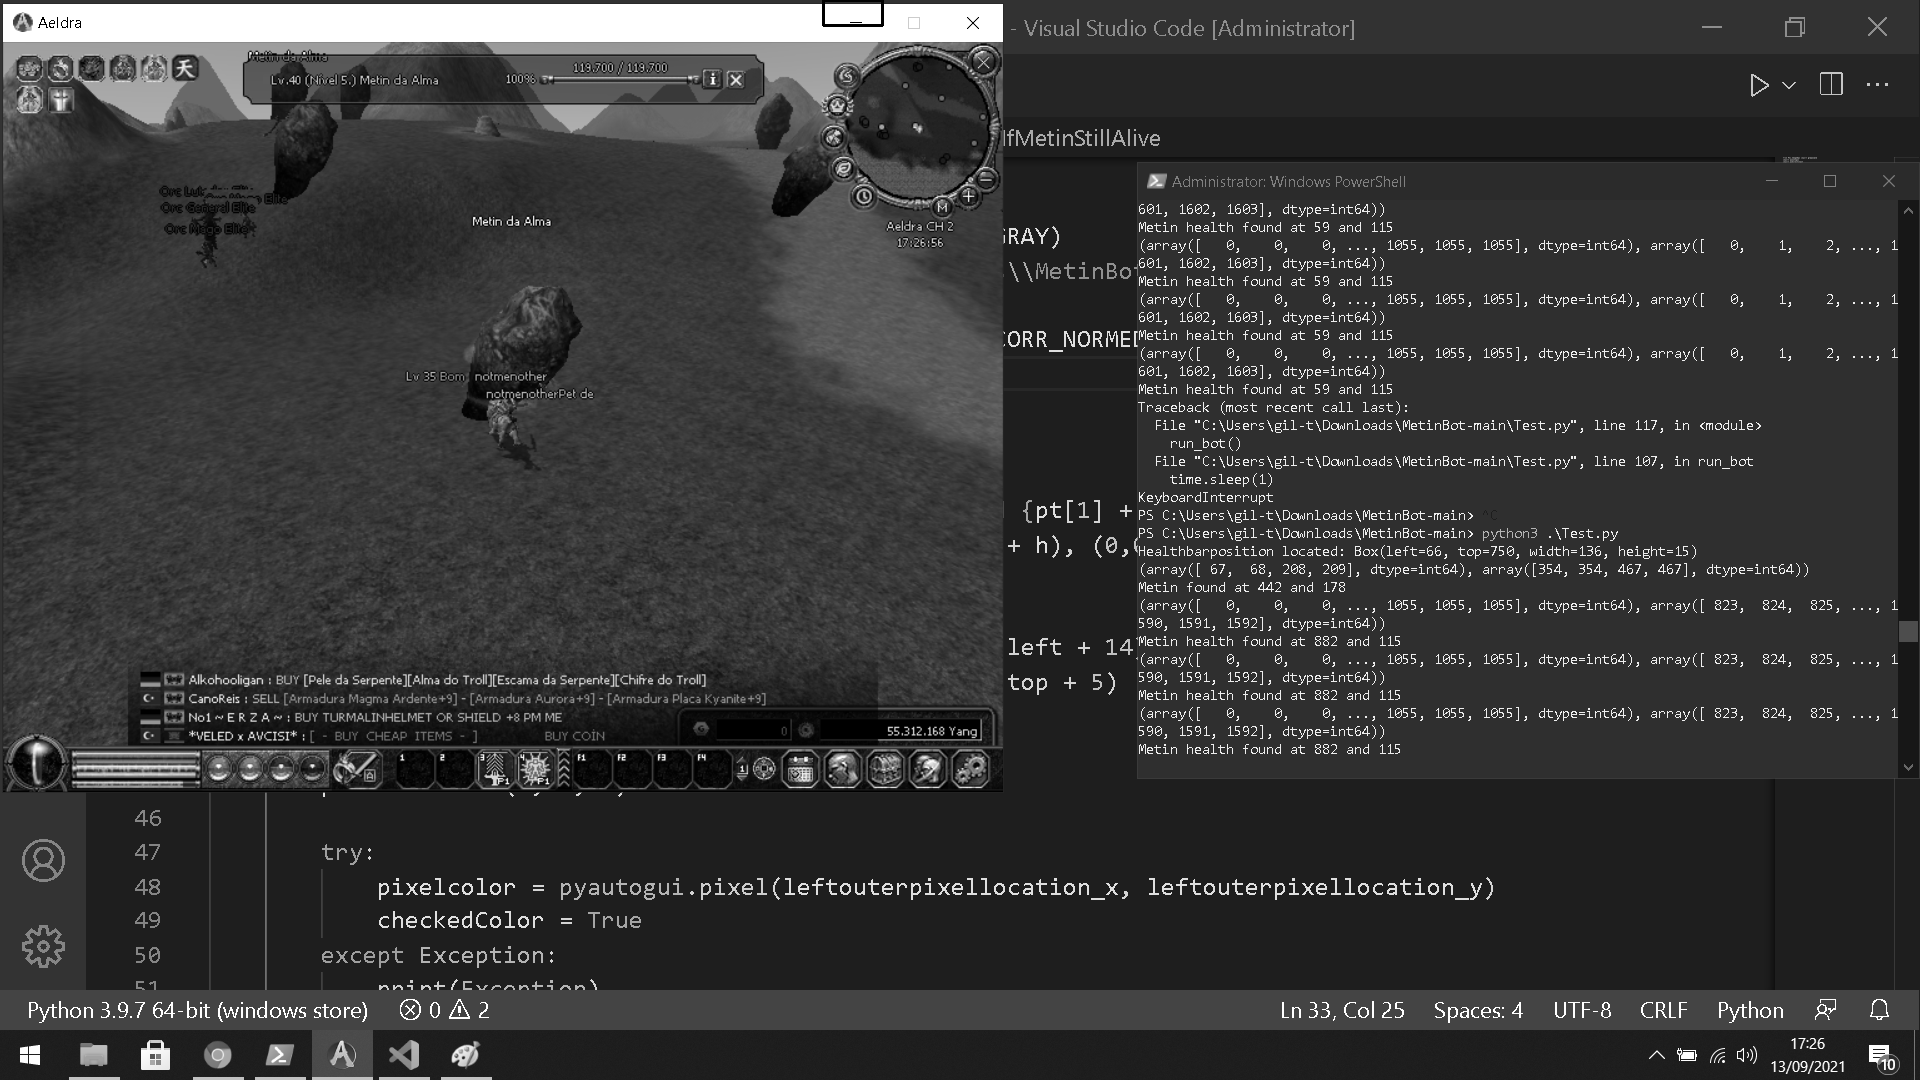 Aeldra
- Visual Studio Code [Administrator]
Metin da Alma
Lv.40 (Nível 5.) Metin da Alma
100%
119,700 / 119,700
Orc General Elite
Orc Mago Elite
Metin da Alma
M
Aeldra CH 2
17:26:56
Lv 35 Bom notmenother
notmenotherPet de
Alkohooligan : BUY [Pele da Serpente][Alma do Troll][Escama da Serpente][Chifre do Troll]
CanoReis : SELL [Armadura Magma Ardente+9] - [Armadura Aurora+9] - [Armadura Placa Kyanite+9]
No1 ~ E R Z A ~ : BUY TURMALINHELMET OR SHIELD +8 PM ME
*VELED x AVCISI* : [ - BUY CHEAP ITEMS - ] BUY COİN
0
55.312.168 Yang
1 2 3 4 F1 F2 F3 F4 1
IfMetinStillAlive
GRAY)
\\MetinBo
CORR_NORMED
{pt[1] +
+ h), (0,
left + 14
top + 5)
Administrator: Windows PowerShell
601, 1602, 1603], dtype=int64))
Metin health found at 59 and 115
(array([ 0, 0, 0, ..., 1055, 1055, 1055], dtype=int64), array([ 0, 1, 2, ..., 1
601, 1602, 1603], dtype=int64))
Metin health found at 59 and 115
(array([ 0, 0, 0, ..., 1055, 1055, 1055], dtype=int64), array([ 0, 1, 2, ..., 1
601, 1602, 1603], dtype=int64))
Metin health found at 59 and 115
(array([ 0, 0, 0, ..., 1055, 1055, 1055], dtype=int64), array([ 0, 1, 2, ..., 1
601, 1602, 1603], dtype=int64))
Metin health found at 59 and 115
Traceback (most recent call last):
File "C:\Users\gil-t\Downloads\MetinBot-main\Test.py", line 117, in <module>
run_bot()
File "C:\Users\gil-t\Downloads\MetinBot-main\Test.py", line 107, in run_bot
time.sleep(1)
KeyboardInterrupt
PS C:\Users\gil-t\Downloads\MetinBot-main> ^C
PS C:\Users\gil-t\Downloads\MetinBot-main> python3 .\Test.py
Healthbarposition located: Box(left=66, top=750, width=136, height=15)
(array([ 67, 68, 208, 209], dtype=int64), array([354, 354, 467, 467], dtype=int64))
Metin found at 442 and 178
(array([ 0, 0, 0, ..., 1055, 1055, 1055], dtype=int64), array([ 823, 824, 825, ..., 1
590, 1591, 1592], dtype=int64))
Metin health found at 882 and 115
(array([ 0, 0, 0, ..., 1055, 1055, 1055], dtype=int64), array([ 823, 824, 825, ..., 1
590, 1591, 1592], dtype=int64))
Metin health found at 882 and 115
(array([ 0, 0, 0, ..., 1055, 1055, 1055], dtype=int64), array([ 823, 824, 825, ..., 1
590, 1591, 1592], dtype=int64))
Metin health found at 882 and 115
46
47 try:
48 pixelcolor = pyautogui.pixel(leftouterpixellocation_x, leftouterpixellocation_y)
49 checkedColor = True
50 except Exception:
51 print(Exception)
Python 3.9.7 64-bit (windows store) 0 2 Ln 33, Col 25 Spaces: 4 UTF-8 CRLF Python
17:26
13/09/2021
10